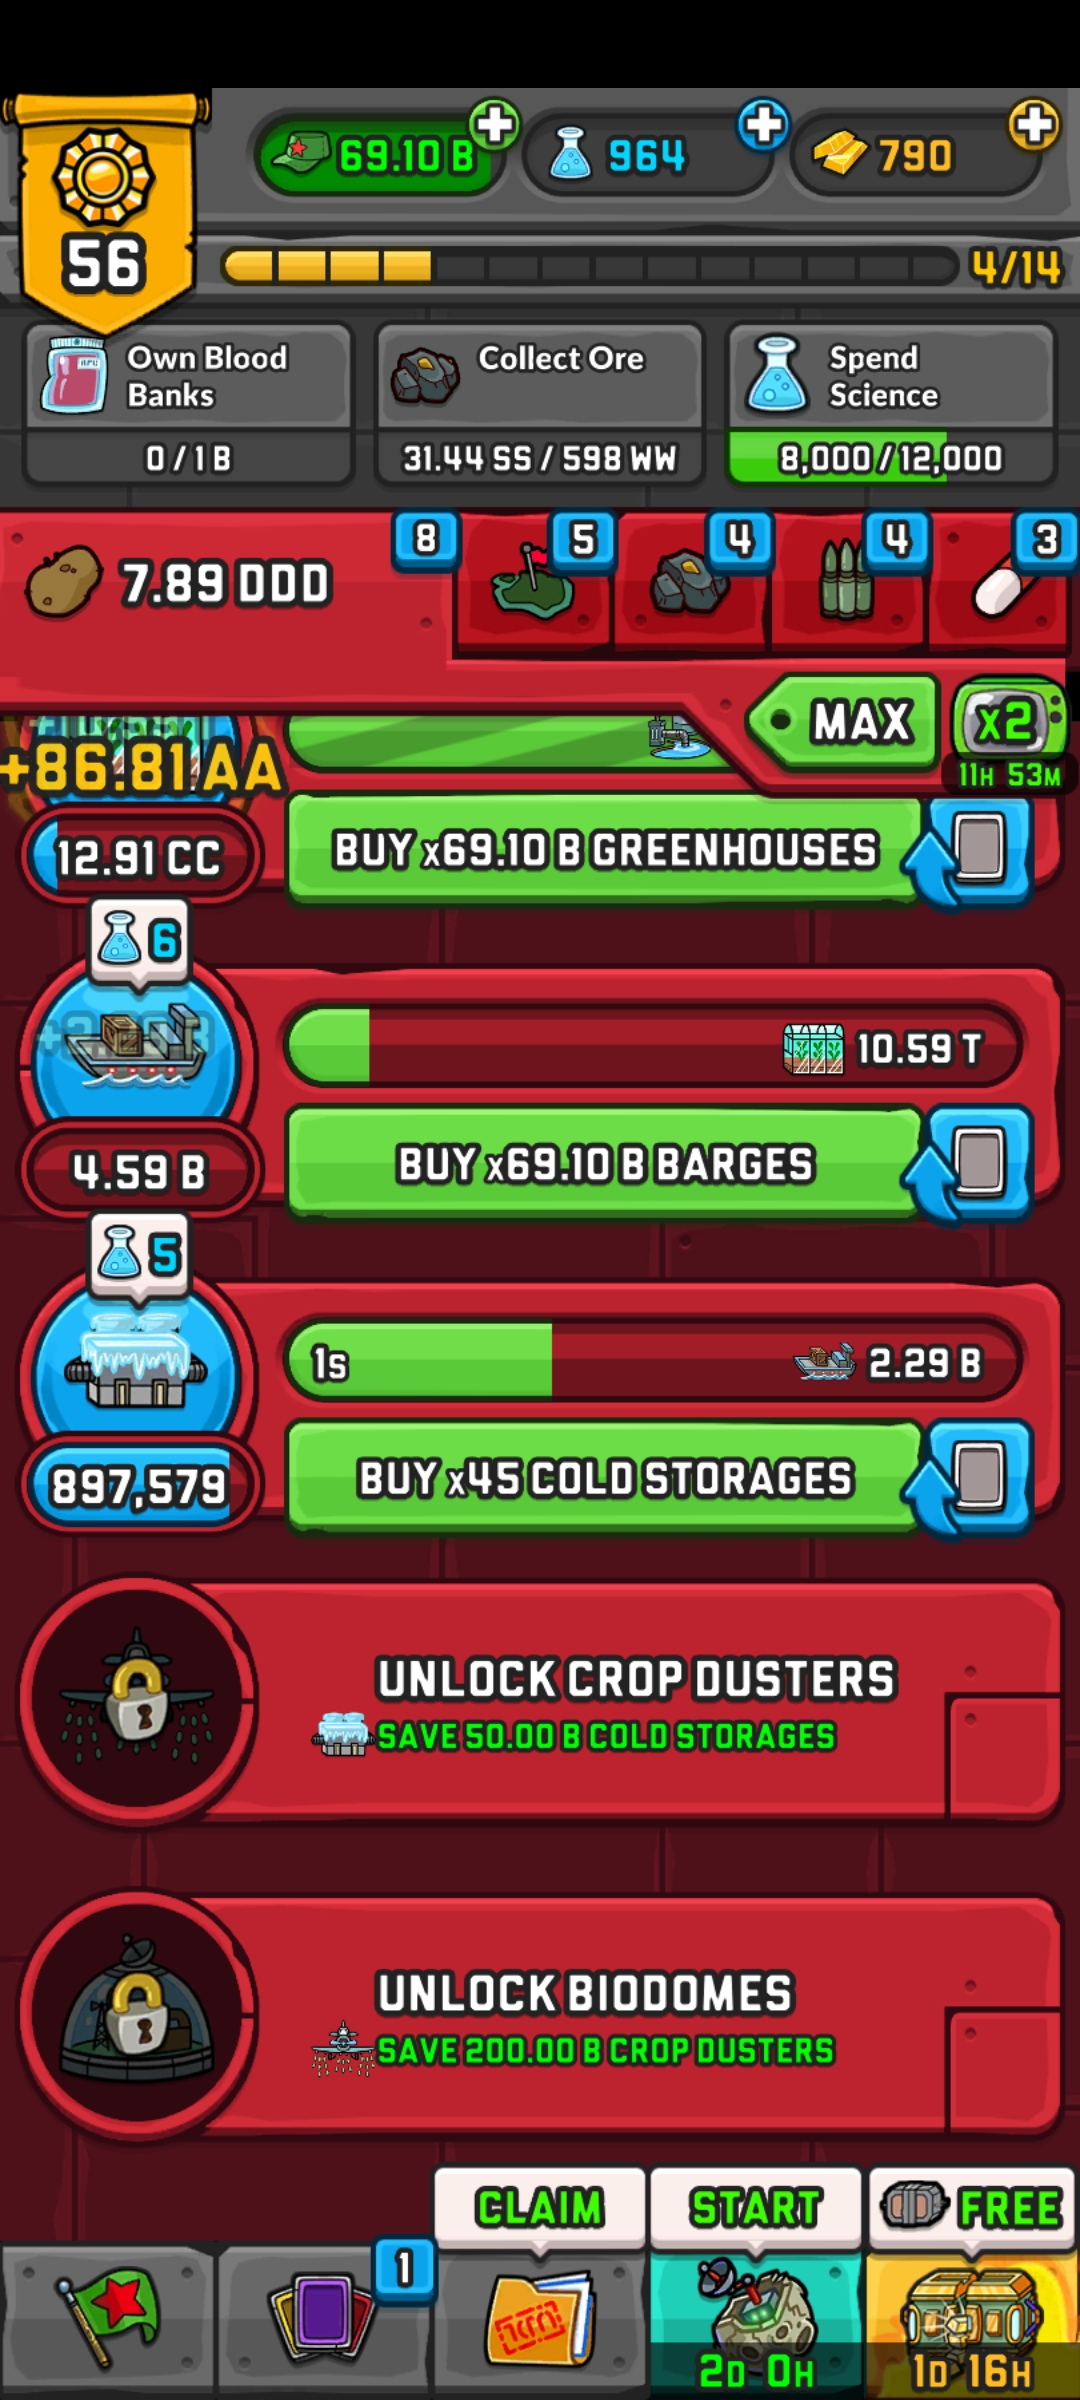 69.10 B
964
790
56
4/14
Own Blood Banks
0 / 1 B
Collect Ore
31.44 SS / 598 WW
Spend Science
8,000 / 12,000
7.89 DDD
8
5
4
4
3
MAX
x2
11H 53M
+86.81 AA
12.91 CC
BUY x69.10 B GREENHOUSES
6
10.59 T
4.59 B
BUY x69.10 B BARGES
5
1s
2.29 B
897,579
BUY x45 COLD STORAGES
UNLOCK CROP DUSTERS
SAVE 50.00 B COLD STORAGES
UNLOCK BIODOMES
SAVE 200.00 B CROP DUSTERS
CLAIM
START
FREE
1
2D 0H
1D 16H